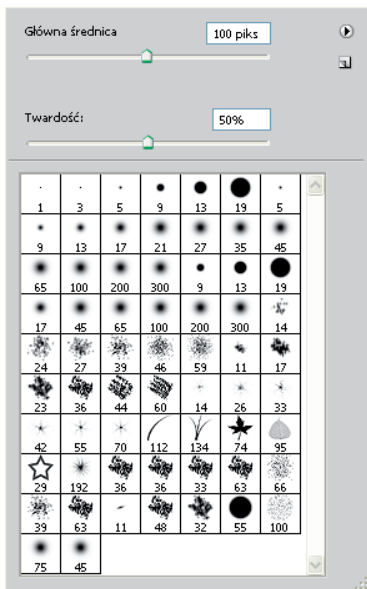 Główna średnica 100 piks
Twardość: 50%
1 3 5 9 13 19 5
9 13 17 21 27 35 45
65 100 200 300 9 13 19
17 45 65 100 200 300 14
24 27 39 46 59 11 17
23 36 44 60 14 26 33
42 55 70 112 134 74 95
29 192 36 36 33 63 66
39 63 11 48 32 55 100
75 45